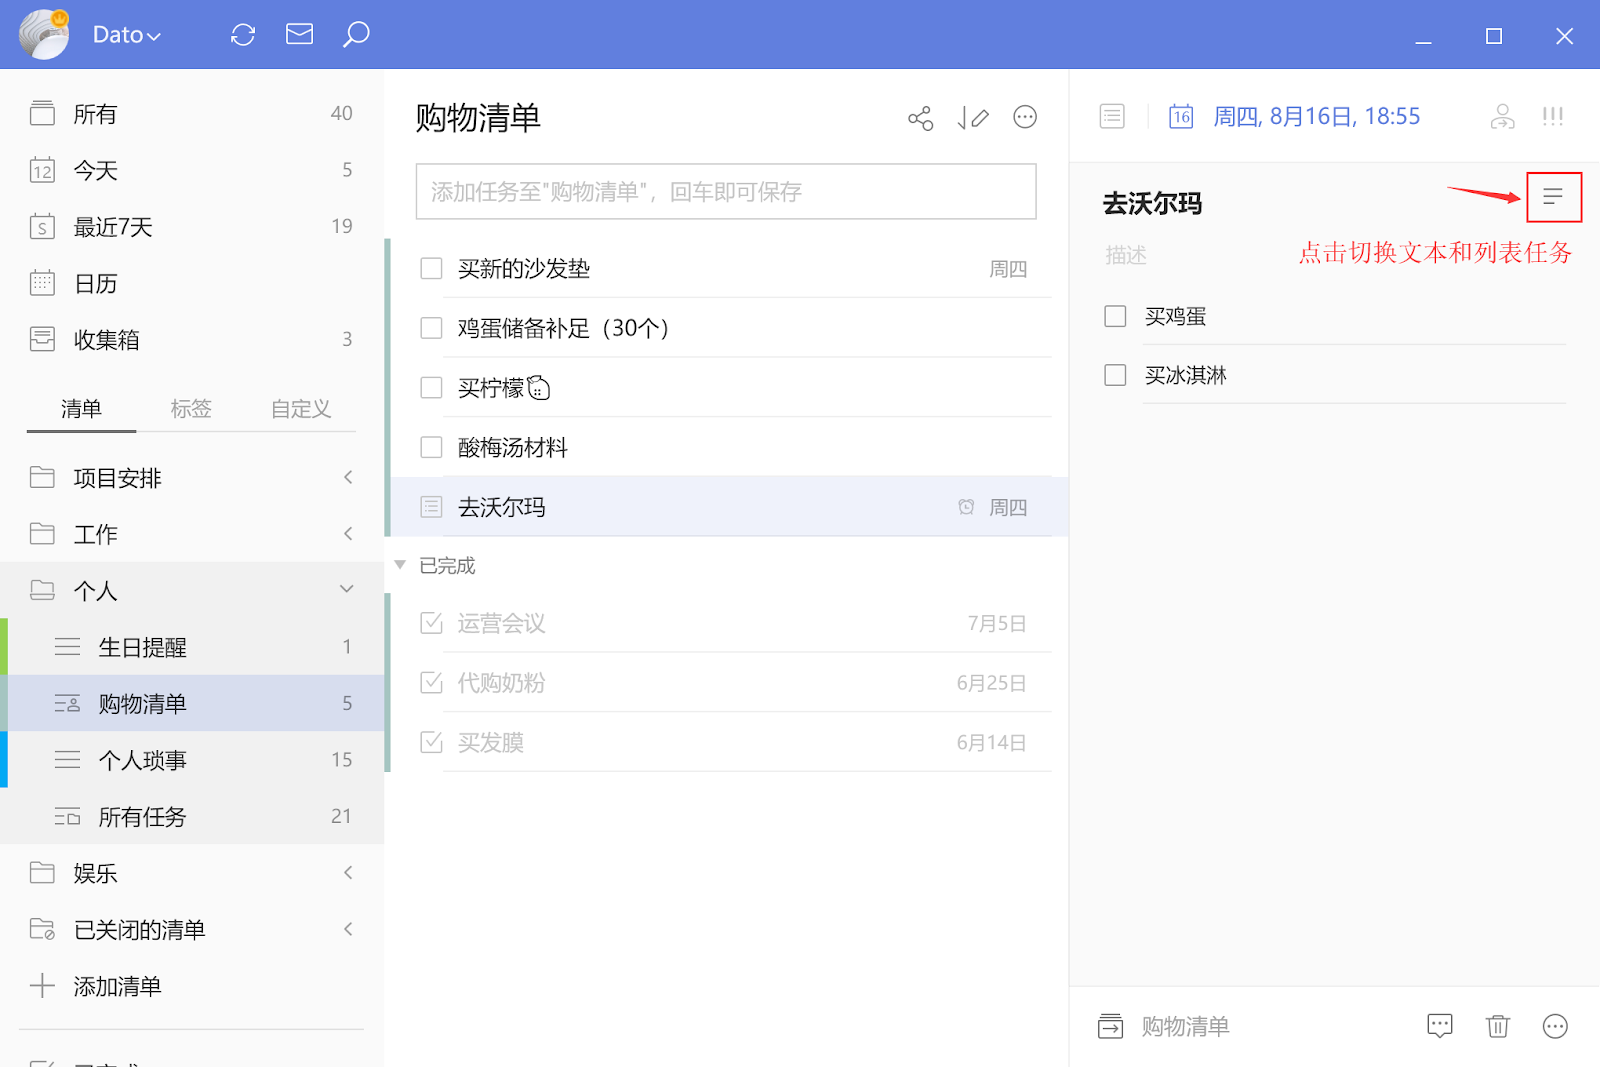 Dato
所有 40
12 今天 5
S 最近7天 19
日历
收集箱 3
清单 标签 自定义
项目安排
工作
个人
生日提醒 1
购物清单 5
个人琐事 15
所有任务 21
娱乐
已关闭的清单
添加清单
购物清单
添加任务至"购物清单"，回车即可保存
买新的沙发垫 周四
鸡蛋储备补足（30个）
买柠檬
酸梅汤材料
去沃尔玛 周四
已完成
运营会议 7月5日
代购奶粉 6月25日
买发膜 6月14日
16 周四, 8月16日, 18:55 !!!
去沃尔玛
描述 点击切换文本和列表任务
买鸡蛋
买冰淇淋
购物清单